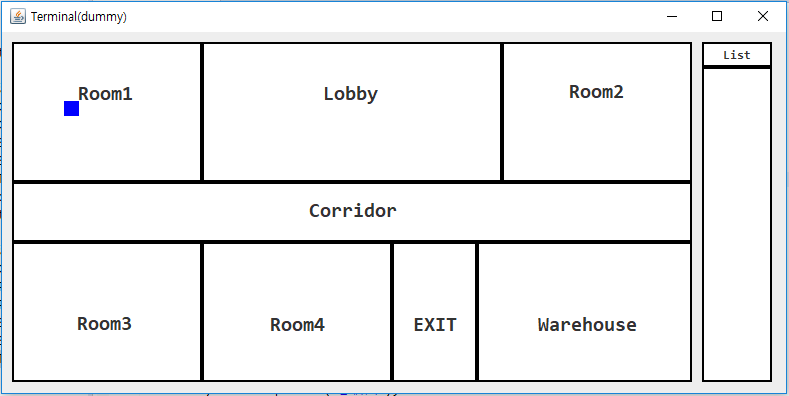 Terminal(dummy)
List
Room1
Lobby
Room2
Corridor
Room3
Room4
EXIT
Warehouse